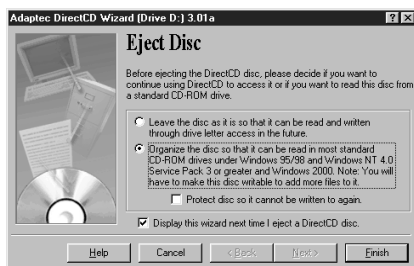 Adaptec DirectCD Wizard (Drive D:) 3.01a
Eject Disc
Before ejecting the DirectCD disc, please decide if you want to
continue using DirectCD to access it or if you want to read this disc from
a standard CD-ROM drive.
Leave the disc as it is so that it can be read and written
through drive letter access in the future.
Organize the disc so that it can be read in most standard
CD-ROM drives under Windows 95/98 and Windows NT 4.0
Service Pack 3 or greater and Windows 2000. Note: You will
have to make this disc writable to add more files to it.
Protect disc so it cannot be written to again.
Display this wizard next time I eject a DirectCD disc.
Help Cancel < Back Next > Finish